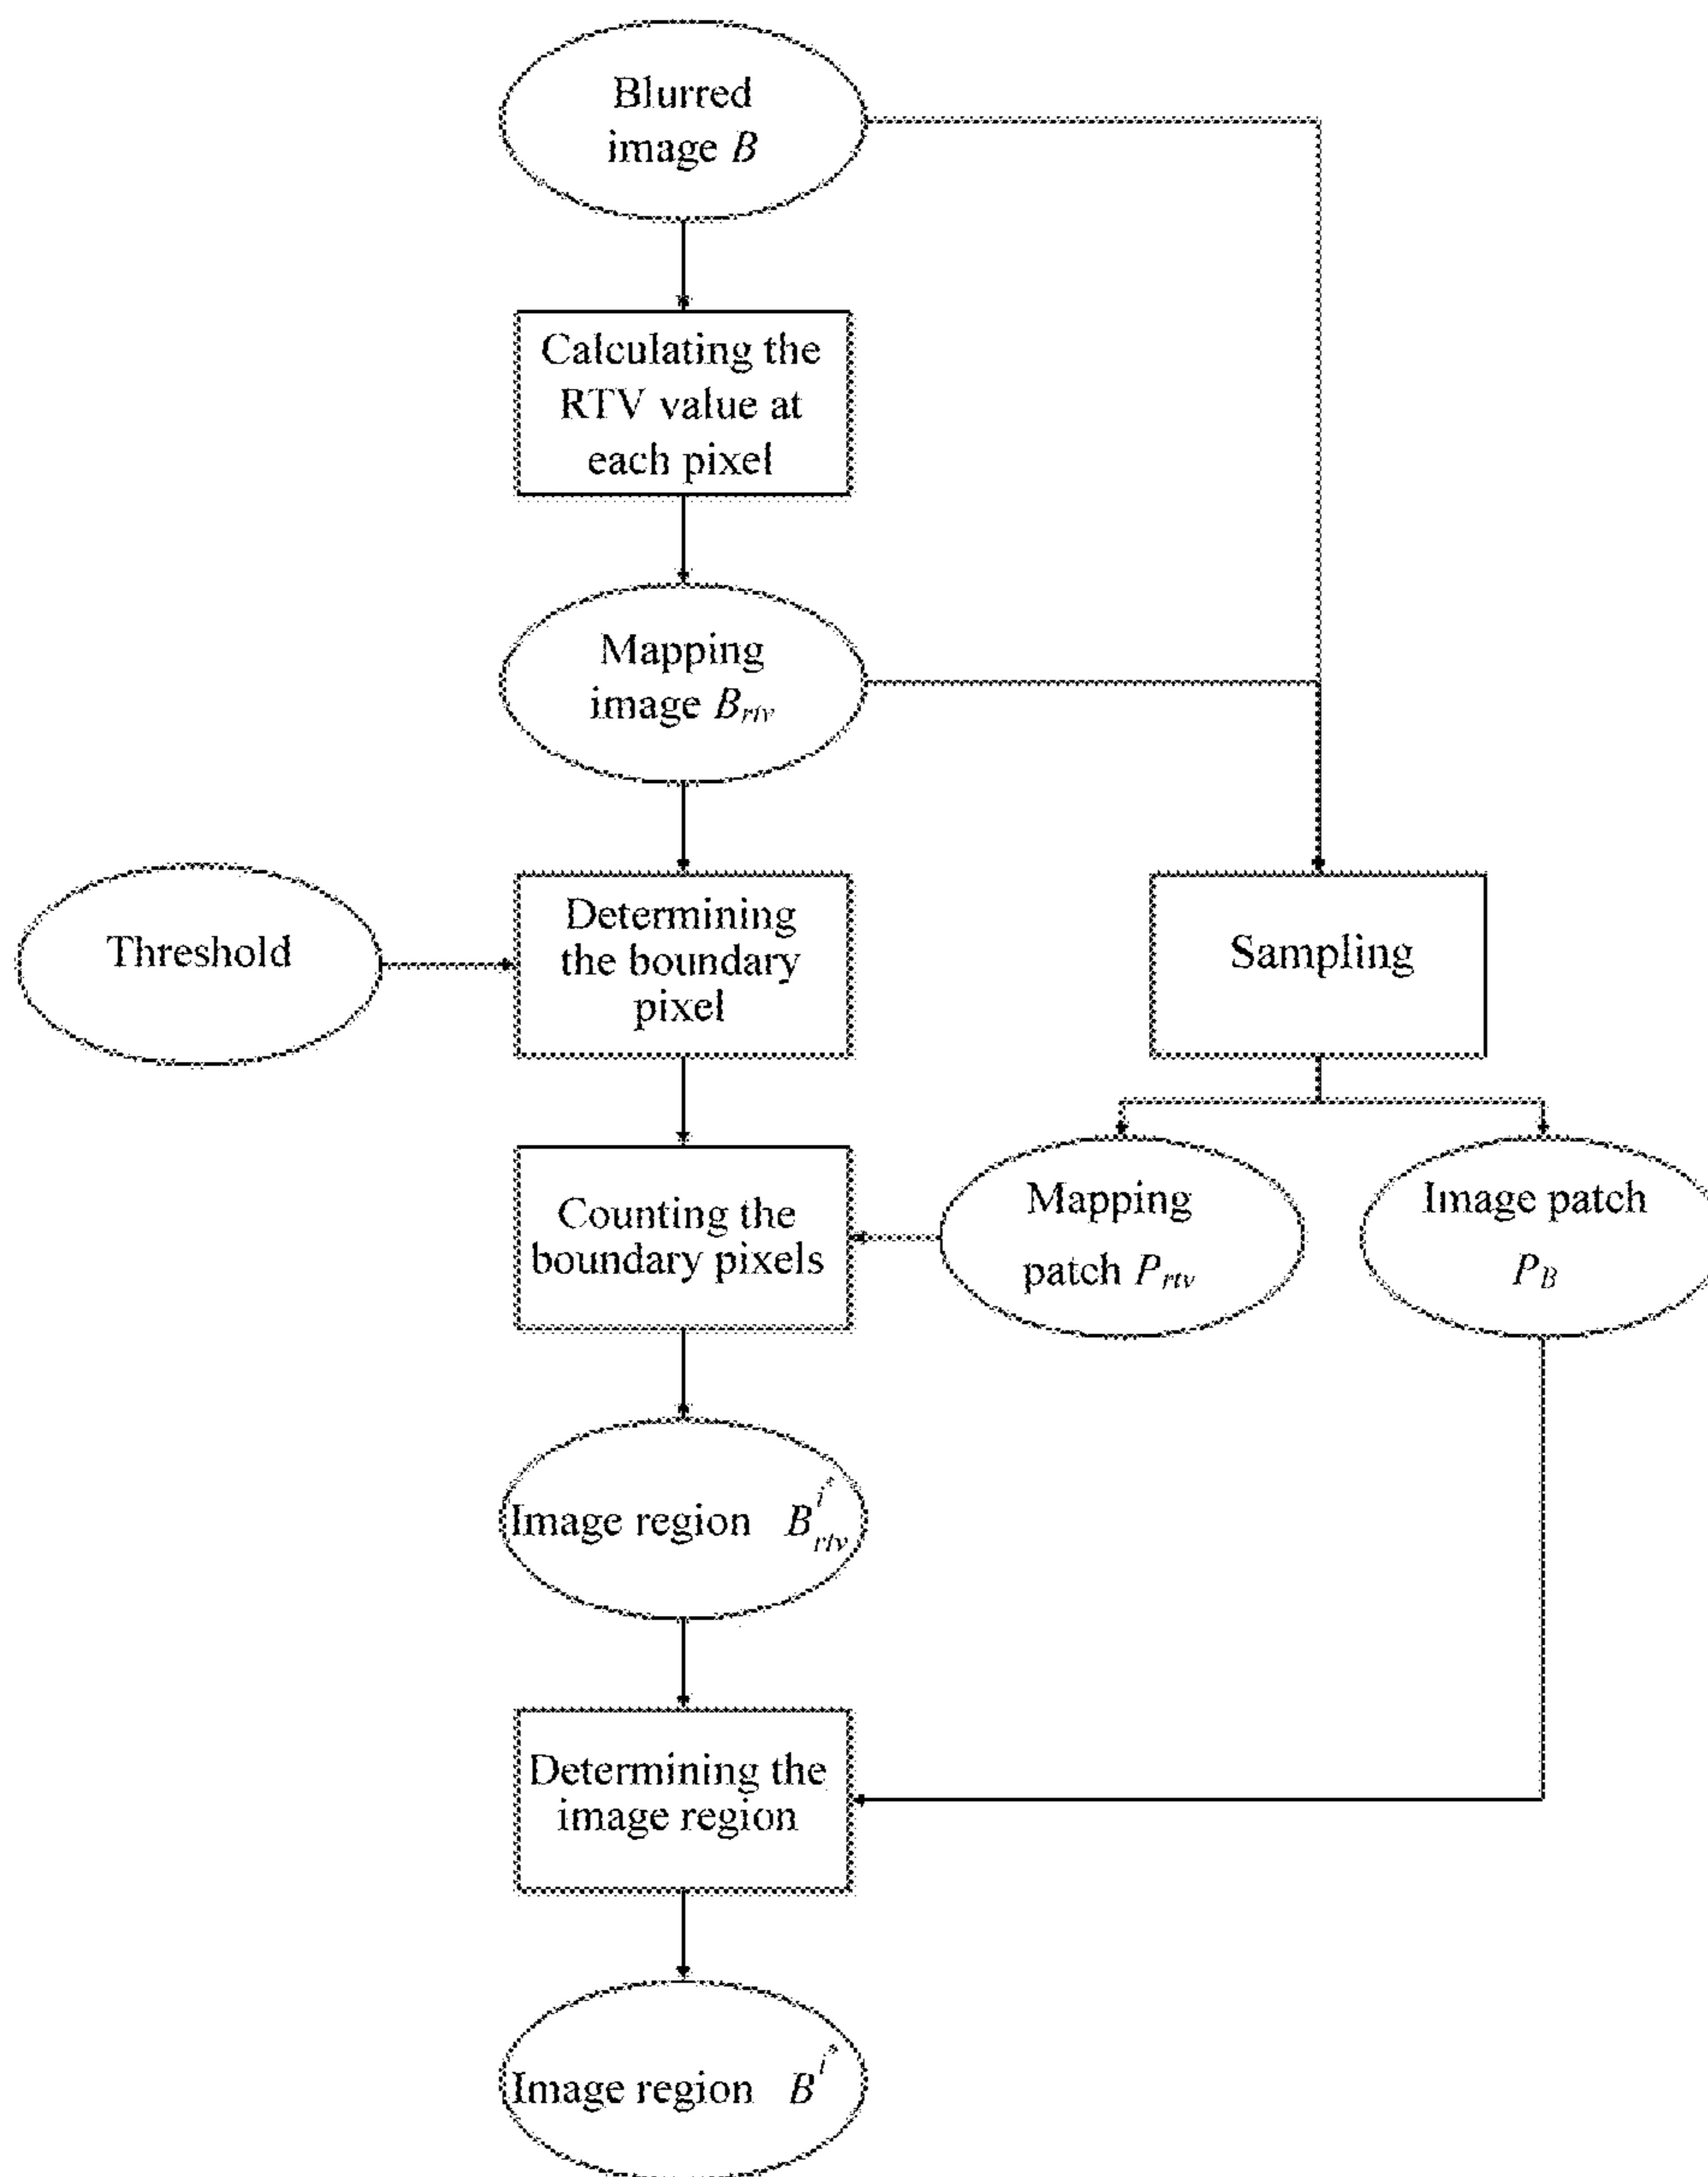 Blurred
image B
Calculating the
RTV value at
each pixel
Mapping
image B_rtv
Threshold
Determining
the boundary
pixel
Sampling
Counting the
boundary pixels
Mapping
patch P_rtv
Image patch
P_B
Image region B^i*_rtv
Determining the
image region
Image region B^i*